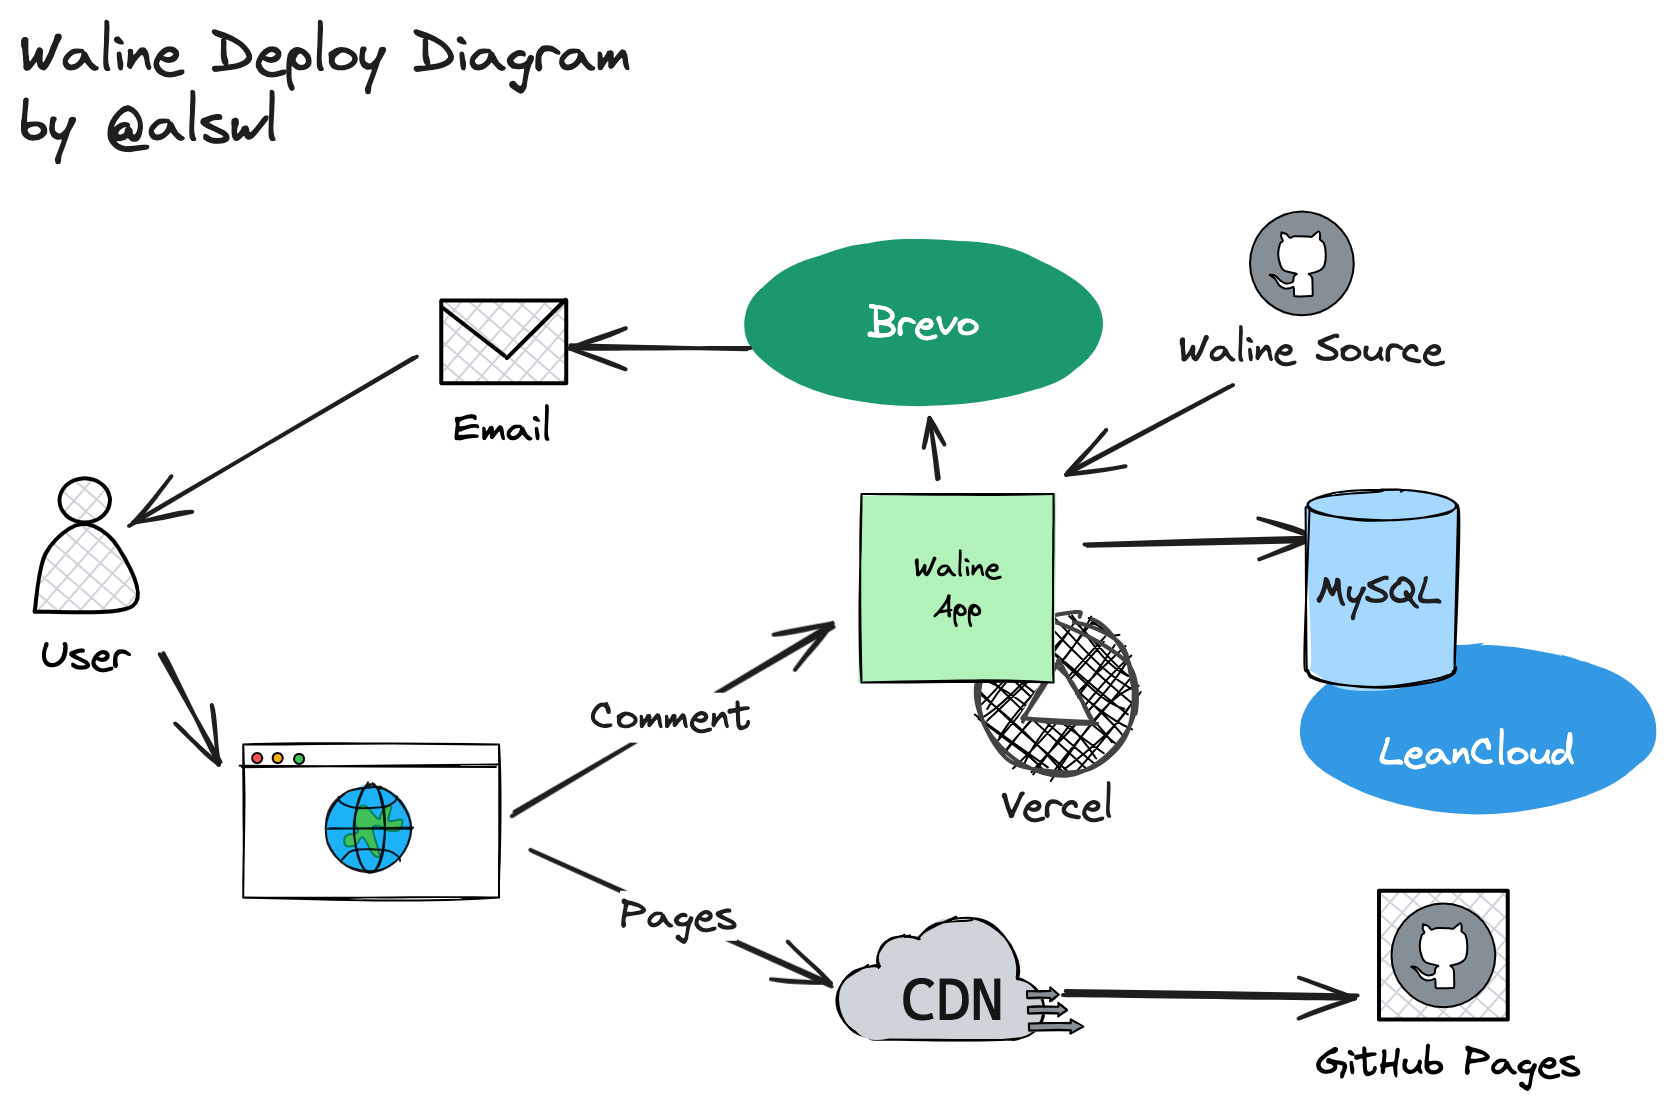 Waline Deploy Diagram
by @alswl
Brevo
Waline Source
Email
Waline
App
MySQL
User
Comment
LeanCloud
Vercel
Pages
CDN
GitHub Pages